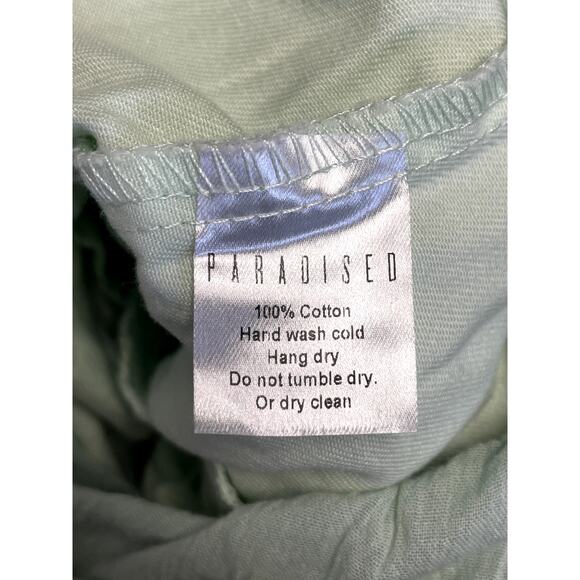 PARADISED
100% Cotton
Hand wash cold
Hang dry
Do not tumble dry.
Or dry clean